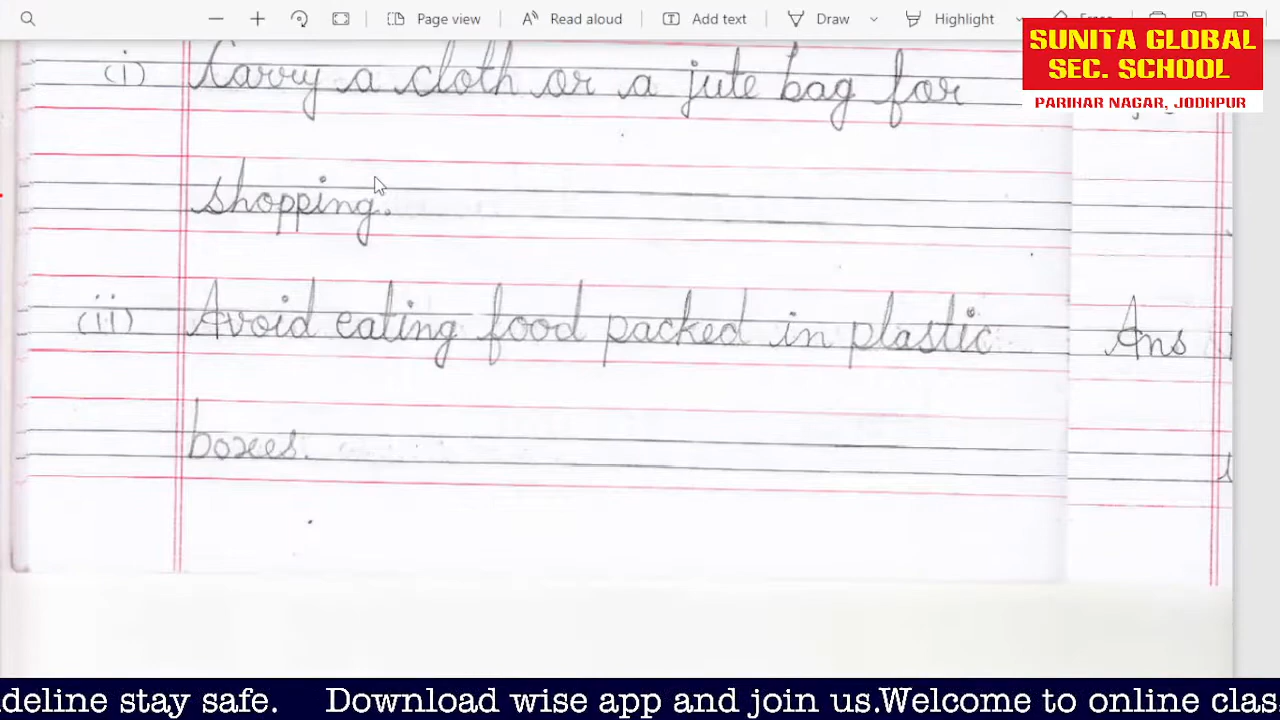 Page view
Read aloud
Add text
Draw
Highlight
SUNITA GLOBAL
SEC. SCHOOL
PARIHAR NAGAR, JODHPUR
(i) Carry a cloth or a jute bag for
shopping.
(ii) Avoid eating food packed in plastic
boxes.
Ans
deline stay safe. Download wise app and join us.Welcome to online clas